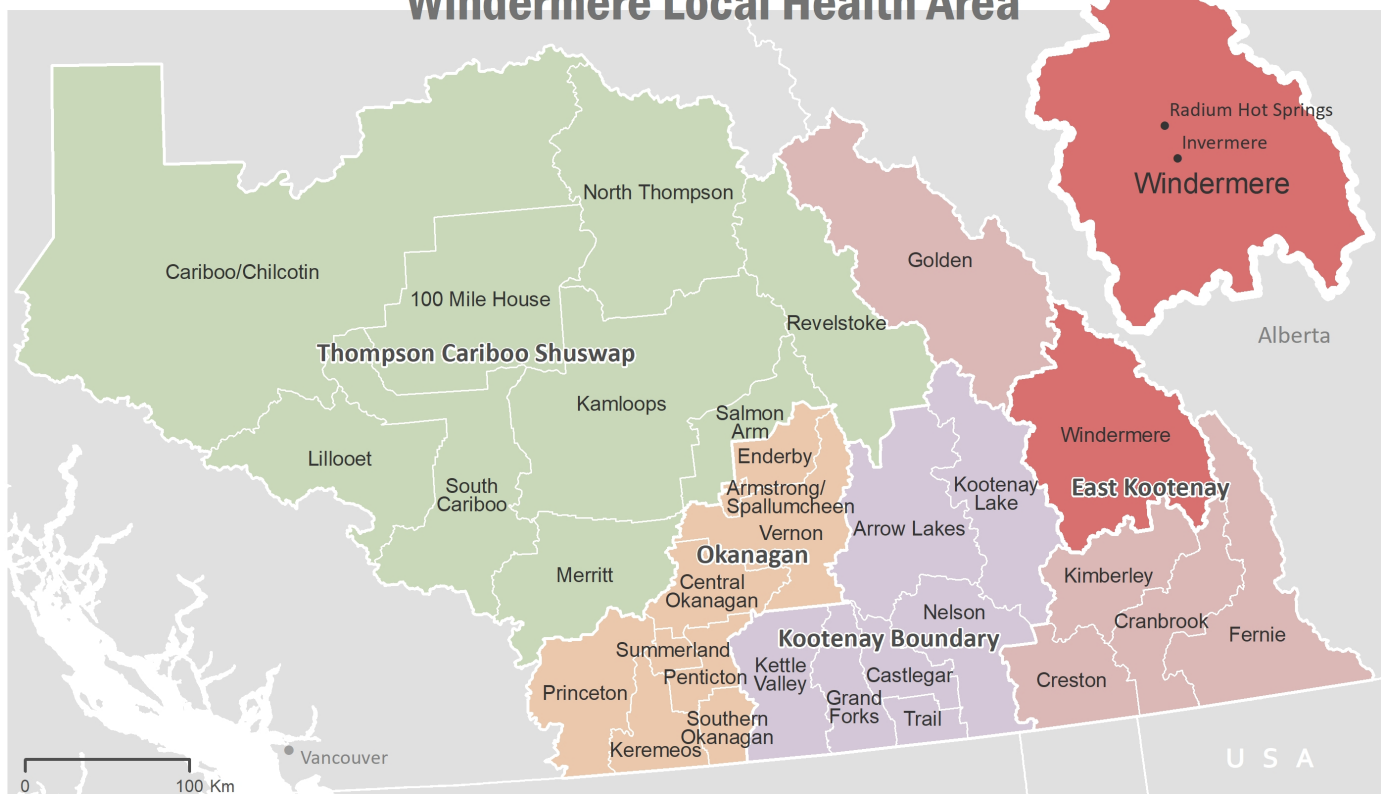 Windermere Local Health Area
Radium Hot Springs
Invermere
Windermere
North Thompson
Golden
Cariboo/Chilcotin
100 Mile House
Revelstoke
Alberta
Thompson Cariboo Shuswap
Kamloops
Salmon
Arm
Windermere
Enderby
Lillooet
South
Cariboo
Kootenay
Lake
East Kootenay
Armstrong/
Spallumcheen
Arrow Lakes
Vernon
Okanagan
Merritt
Central
Okanagan
Kimberley
Nelson
Cranbrook
Fernie
Kootenay Boundary
Summerland
Kettle
Valley
Penticton
Castlegar
Creston
Princeton
Grand
Forks
Trail
Southern
Okanagan
Keremeos
Vancouver
USA
0 100 Km